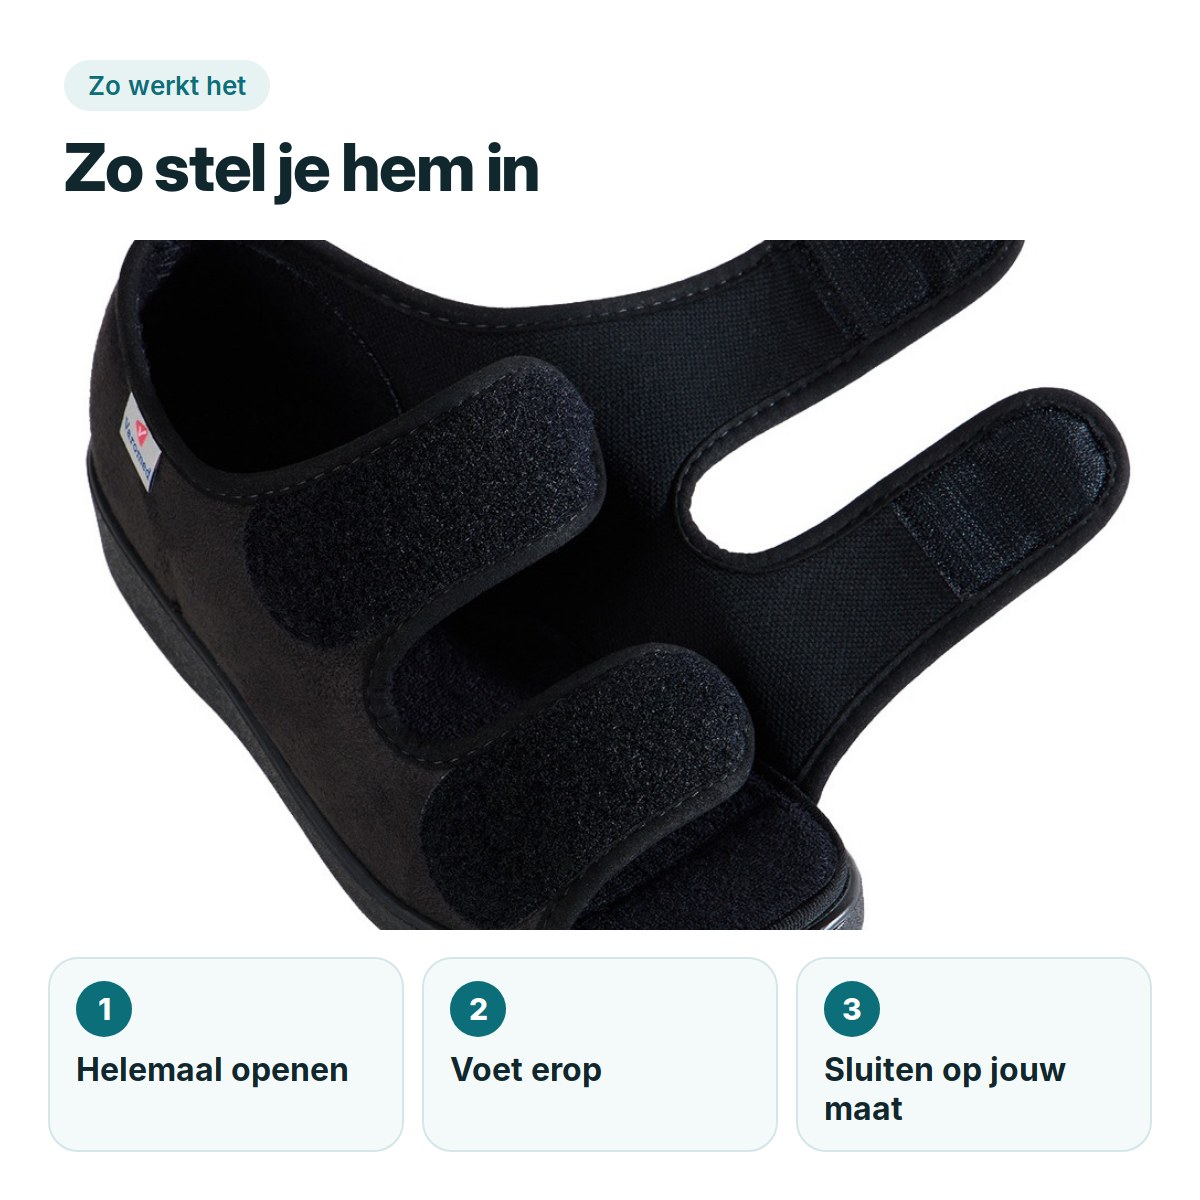 Zo werkt het
Zo stel je hem in
Varomed
1
Helemaal openen
2
Voet erop
3
Sluiten op jouw
maat